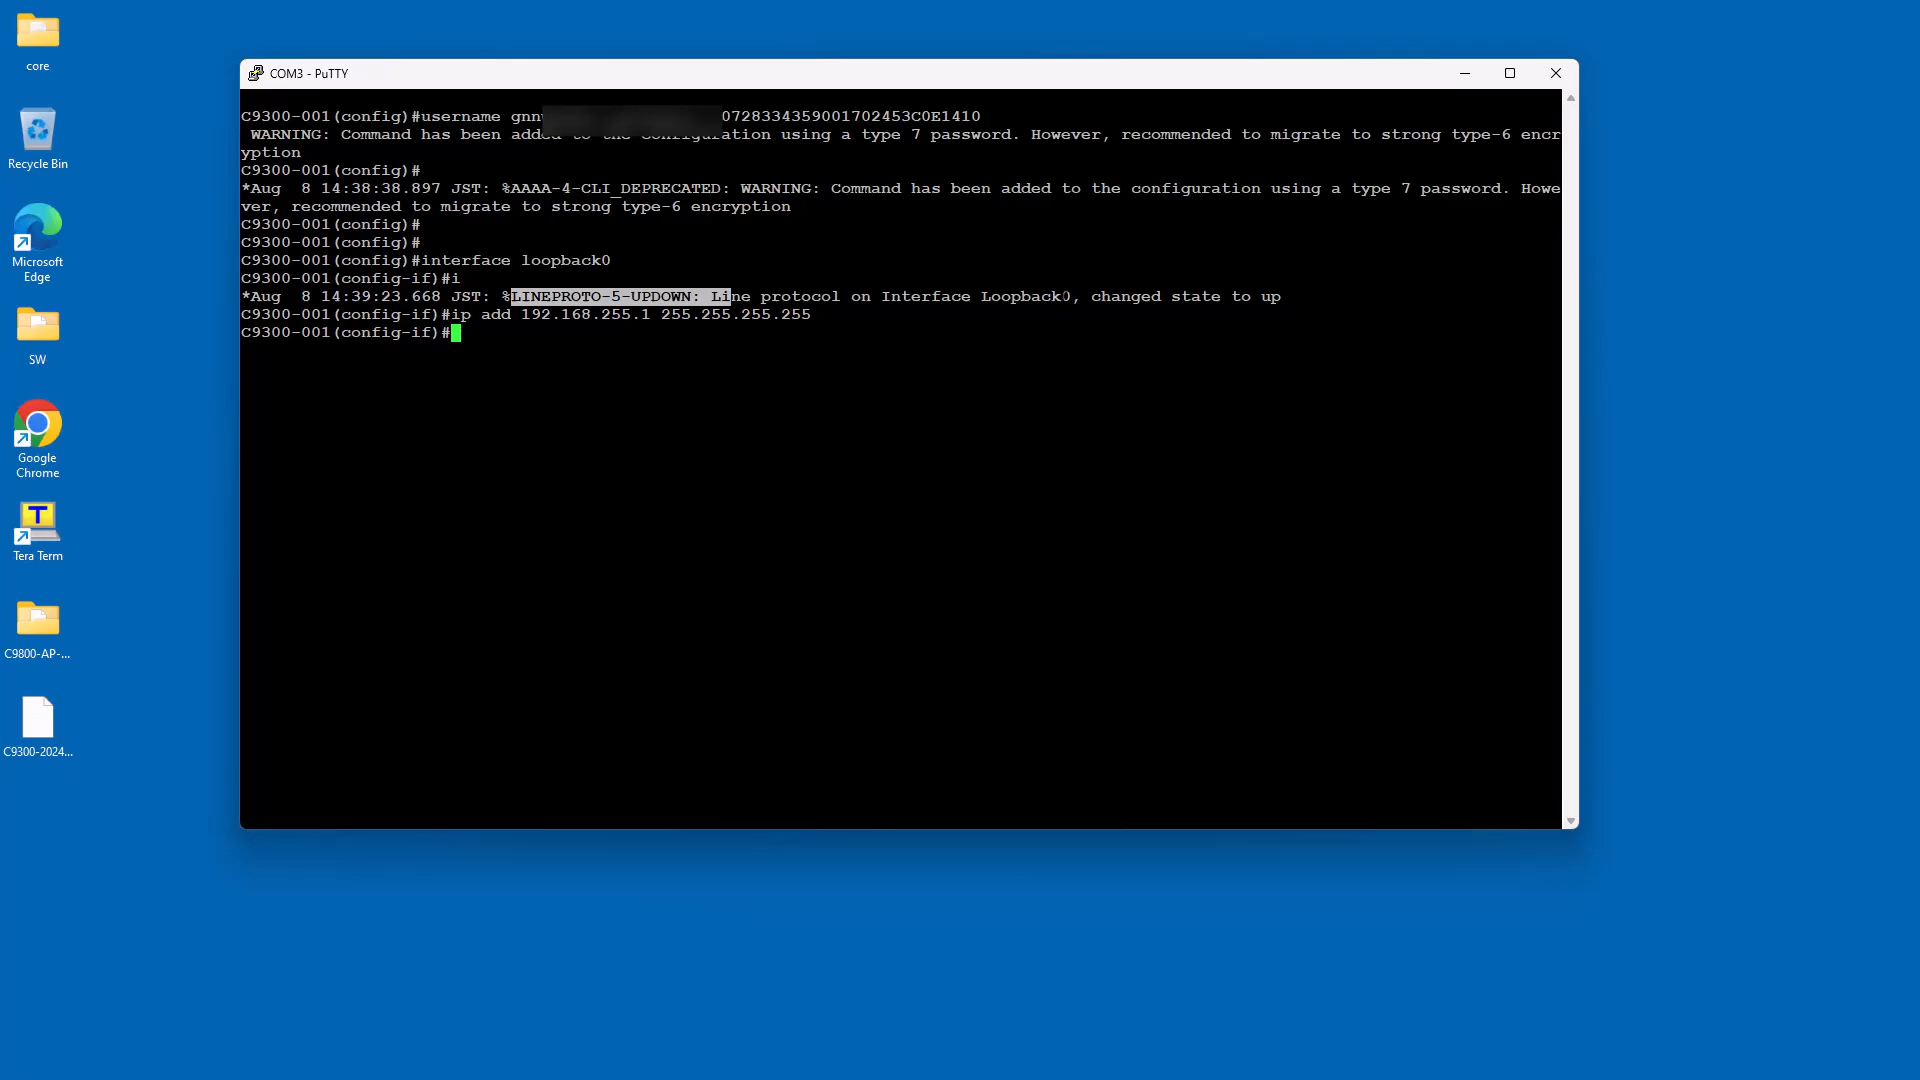 core
Recycle Bin
Microsoft
Edge
SW
Google
Chrome
Tera Term
C9800-AP-...
C9300-2024...
COM3 - PuTTY
C9300-001(config)#username gnn 0728334359001702453C0E1410
 WARNING: Command has been added to the configuration using a type 7 password. However, recommended to migrate to strong type-6 encr
yption
C9300-001(config)#
*Aug  8 14:38:38.897 JST: %AAAA-4-CLI_DEPRECATED: WARNING: Command has been added to the configuration using a type 7 password. Howe
ver, recommended to migrate to strong type-6 encryption
C9300-001(config)#
C9300-001(config)#
C9300-001(config)#interface loopback0
C9300-001(config-if)#i
*Aug  8 14:39:23.668 JST: %LINEPROTO-5-UPDOWN: Line protocol on Interface Loopback0, changed state to up
C9300-001(config-if)#ip add 192.168.255.1 255.255.255.255
C9300-001(config-if)#